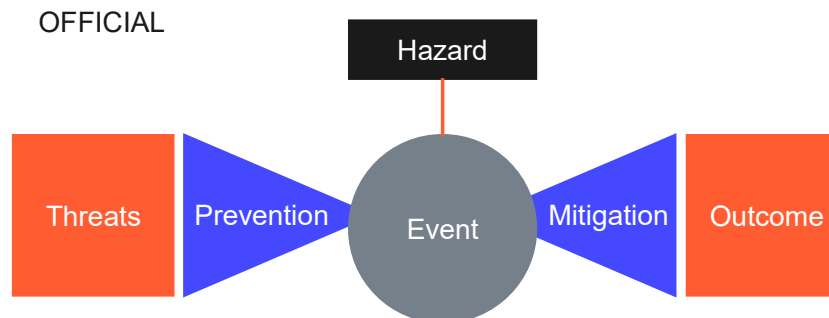 OFFICIAL
Hazard
Threats
Prevention
Event
Mitigation
Outcome